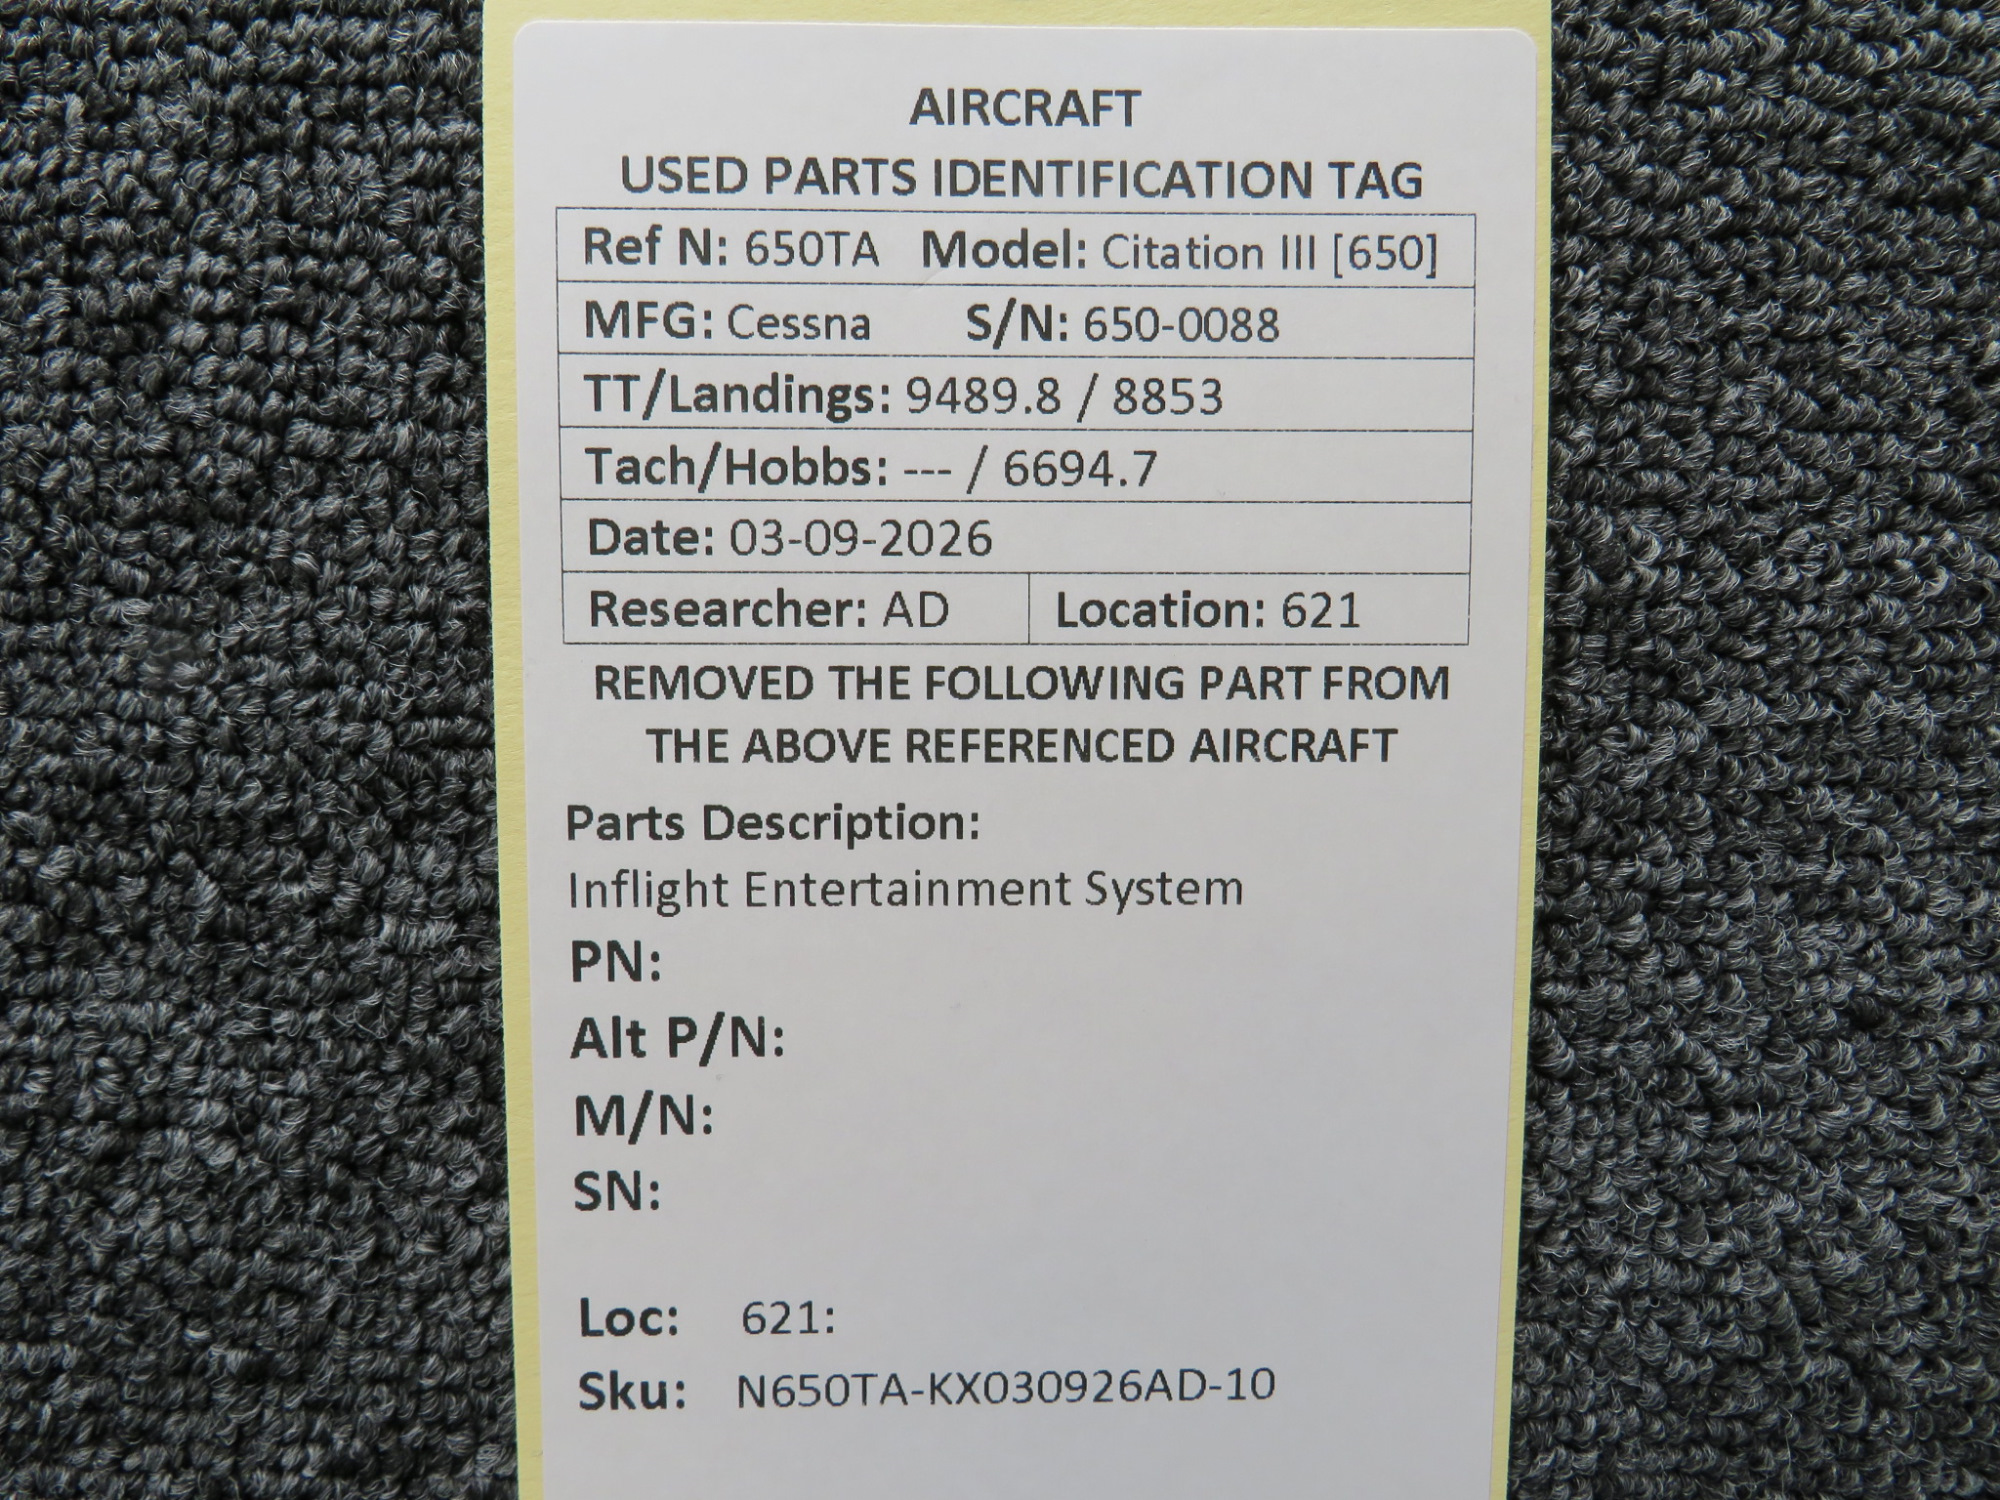 AIRCRAFT
USED PARTS IDENTIFICATION TAG
Ref N: 650TA Model: Citation III [650]
MFG: Cessna S/N: 650-0088
TT/Landings: 9489.8 / 8853
Tach/Hobbs: --- / 6694.7
Date: 03-09-2026
Researcher: AD Location: 621
REMOVED THE FOLLOWING PART FROM
THE ABOVE REFERENCED AIRCRAFT
Parts Description:
Inflight Entertainment System
PN:
Alt P/N:
M/N:
SN:
Loc: 621:
Sku: N650TA-KX030926AD-10